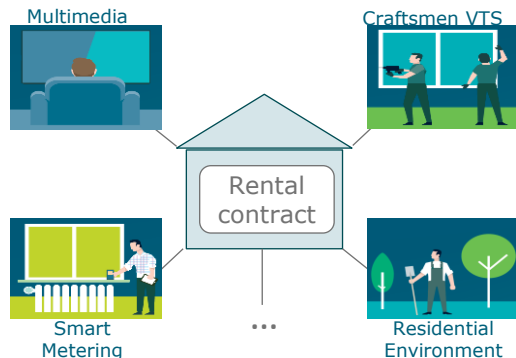 Multimedia
Craftsmen VTS
Rental
contract
Smart
Metering
...
Residential
Environment